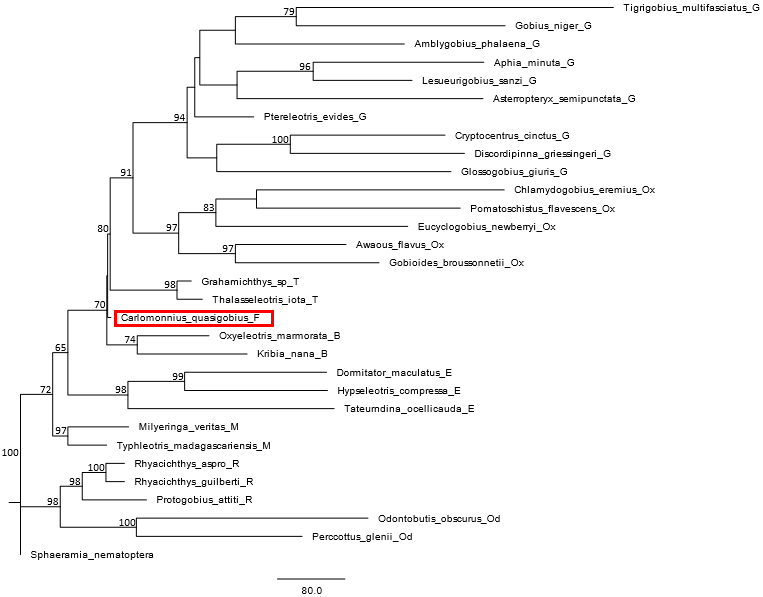 79
Tigrigobius_multifasciatus_G
Gobius_niger_G
Amblygobius_phalaena_G
96
Aphia_minuta_G
Lesueurigobius_sanzi_G
Asterropteryx_semipunctata_G
94
Ptereleotris_evides_G
100
Cryptocentrus_cinctus_G
Discordipinna_griessingeri_G
91
Glossogobius_giuris_G
Chlamydogobius_eremius_Ox
83
Pomatoschistus_flavescens_Ox
97
Eucyclogobius_newberryi_Ox
80
97
Awaous_flavus_Ox
Gobioides_broussonnetii_Ox
98
Grahamichthys_sp_T
Thalasseleotris_iota_T
70
Carlomonnius_quasigobius_F
74
Oxyeleotris_marmorata_B
65
Kribia_nana_B
99
Dormitator_maculatus_E
72
98
Hypseleotris_compressa_E
Tateurndina_ocellicauda_E
97
Milyeringa_veritas_M
Typhleotris_madagascariensis_M
100
100
Rhyacichthys_aspro_R
98
Rhyacichthys_guilberti_R
98
Protogobius_attiti_R
100
Odontobutis_obscurus_Od
Perccottus_glenii_Od
Sphaeramia_nematoptera
80.0